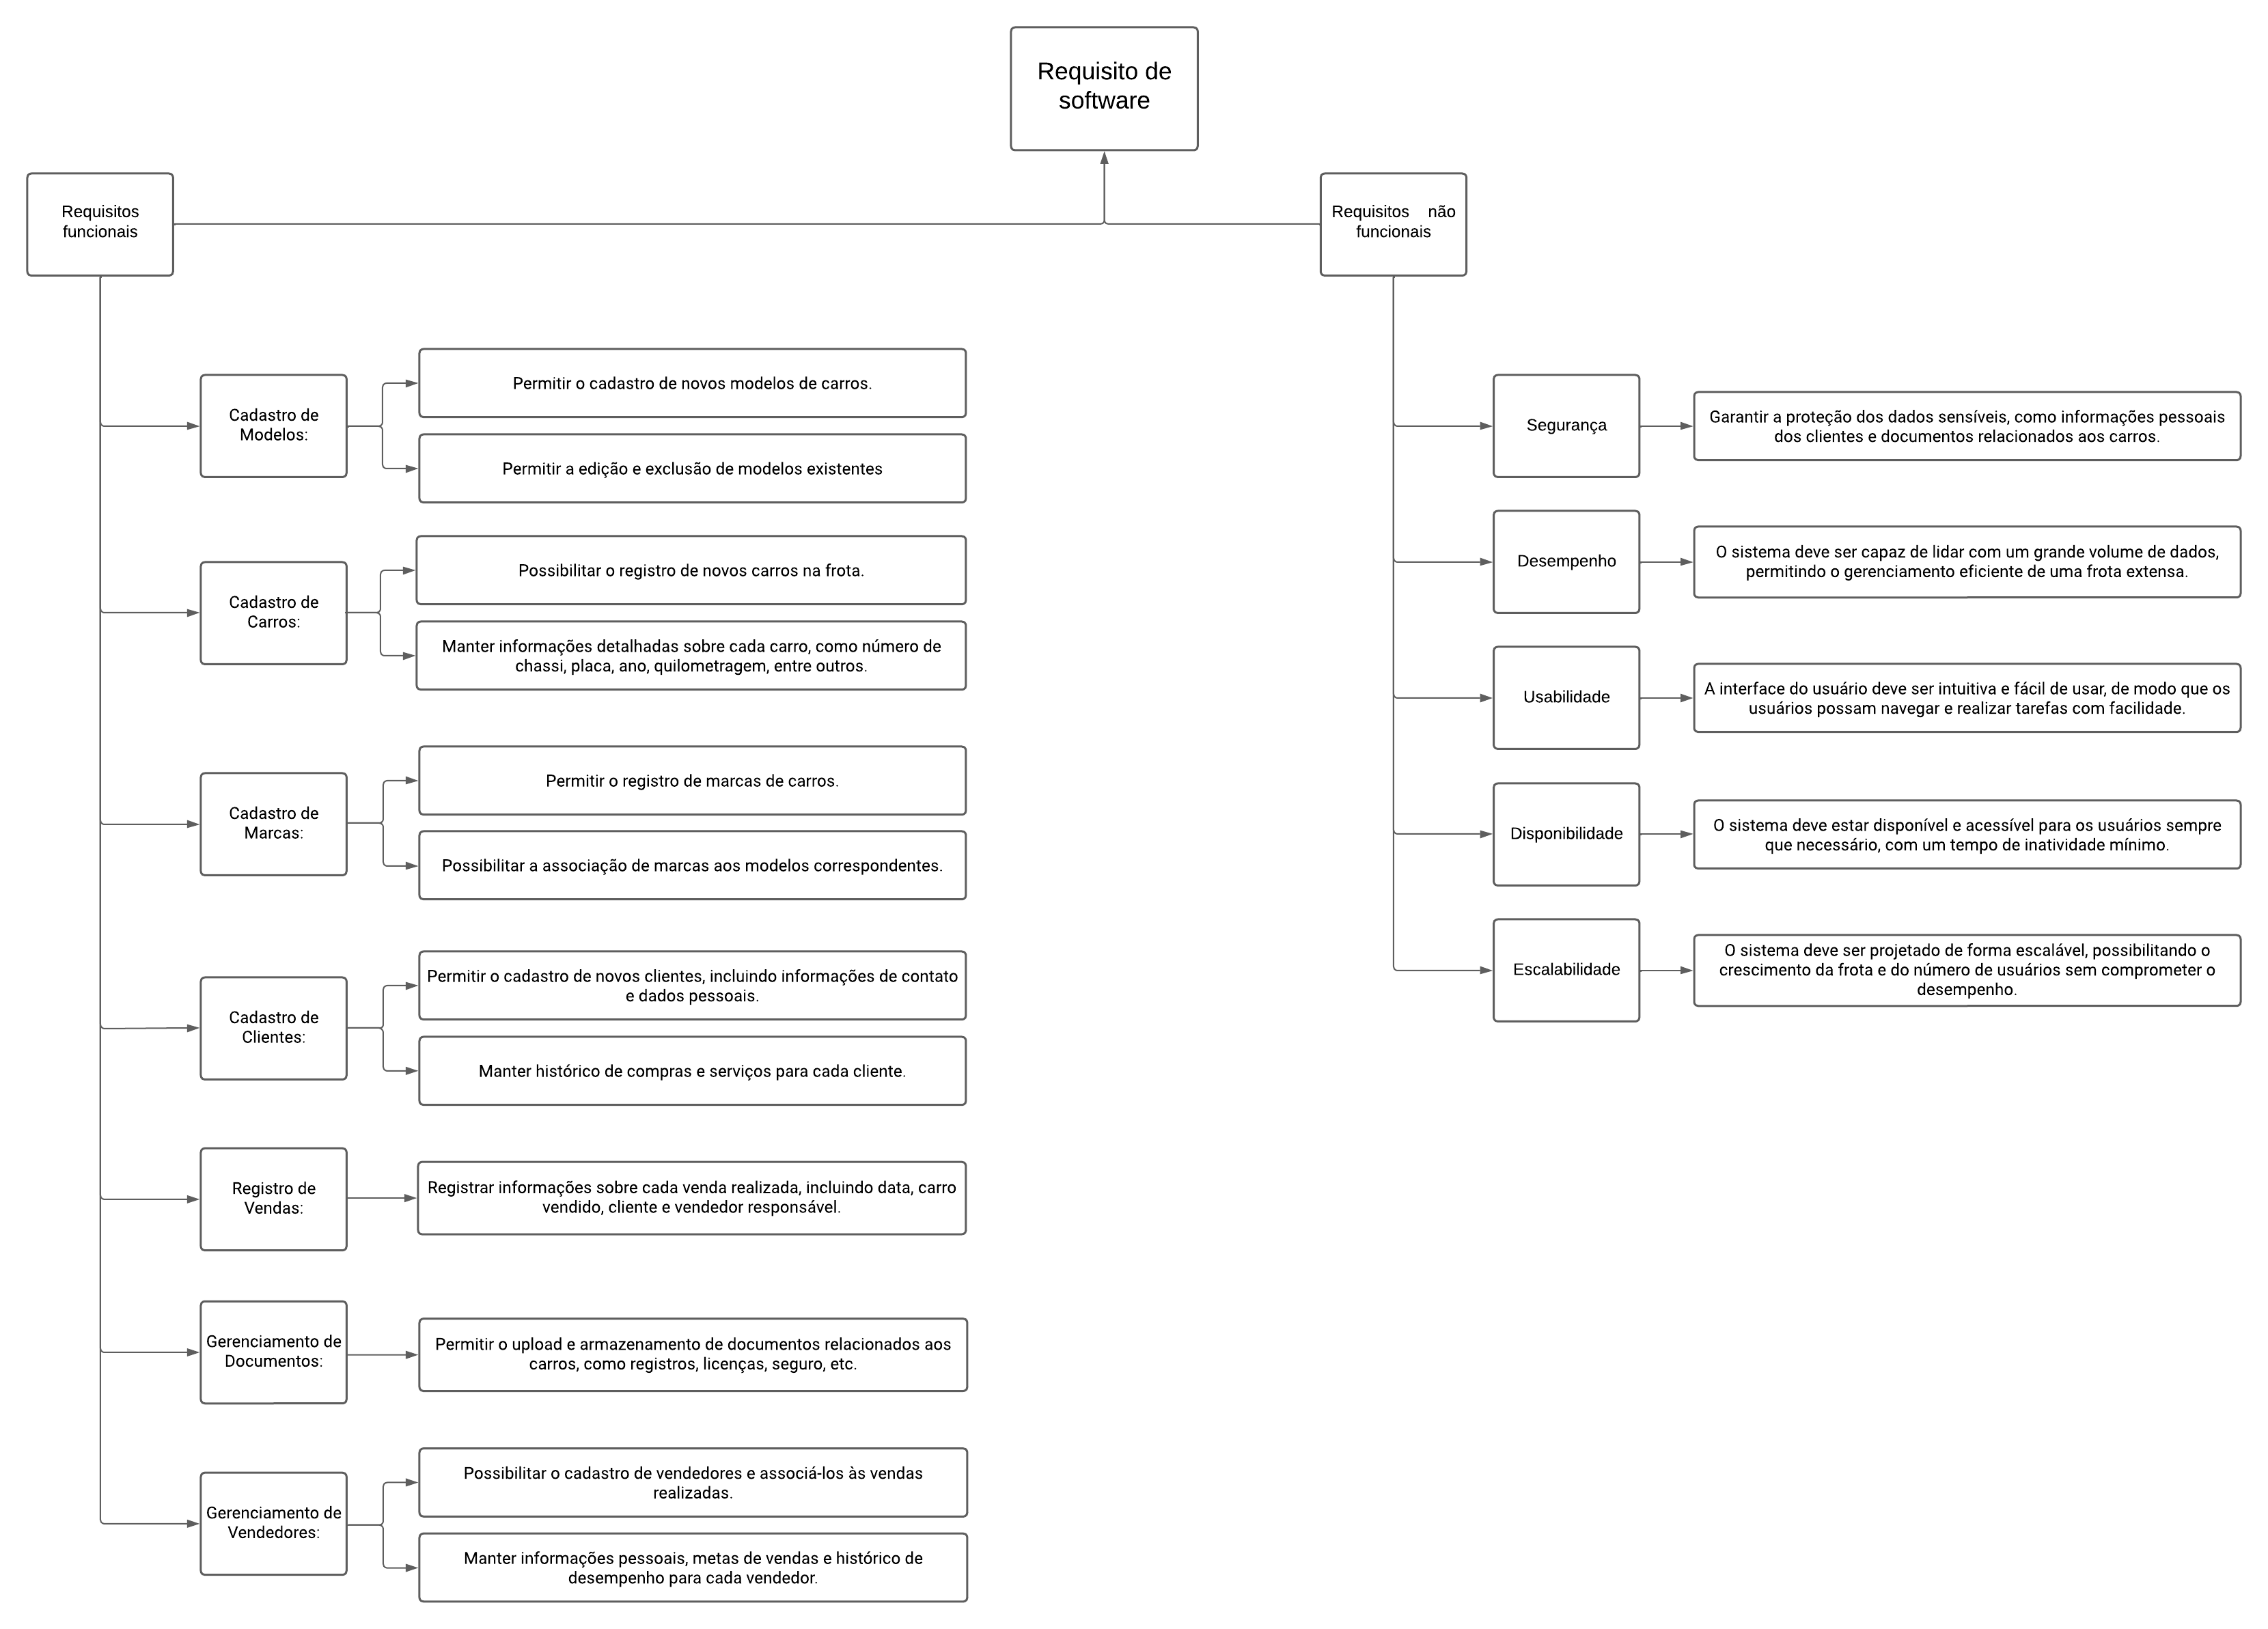 Requisito de
software
Requisitos
funcionais
Cadastro de
Modelos:
Permitir o cadastro de novos modelos de carros.
Permitir a edição e exclusão de modelos existentes
Cadastro de
Carros:
Possibilitar o registro de novos carros na frota.
Manter informações detalhadas sobre cada carro, como número de
chassi, placa, ano, quilometragem, entre outros.
Cadastro de
Marcas:
Permitir o registro de marcas de carros.
Possibilitar a associação de marcas aos modelos correspondentes.
Cadastro de
Clientes:
Permitir o cadastro de novos clientes, incluindo informações de contato
e dados pessoais.
Manter histórico de compras e serviços para cada cliente.
Registro de
Vendas:
Registrar informações sobre cada venda realizada, incluindo data, carro
vendido, cliente e vendedor responsável.
Gerenciamento de
Documentos:
Permitir o upload e armazenamento de documentos relacionados aos
carros, como registros, licenças, seguro, etc.
Gerenciamento de
Vendedores:
Possibilitar o cadastro de vendedores e associá-los às vendas
realizadas.
Manter informações pessoais, metas de vendas e histórico de
desempenho para cada vendedor.
Requisitos não
funcionais
Segurança
Garantir a proteção dos dados sensíveis, como informações pessoais
dos clientes e documentos relacionados aos carros.
Desempenho
O sistema deve ser capaz de lidar com um grande volume de dados,
permitindo o gerenciamento eficiente de uma frota extensa.
Usabilidade
A interface do usuário deve ser intuitiva e fácil de usar, de modo que os
usuários possam navegar e realizar tarefas com facilidade.
Disponibilidade
O sistema deve estar disponível e acessível para os usuários sempre
que necessário, com um tempo de inatividade mínimo.
Escalabilidade
O sistema deve ser projetado de forma escalável, possibilitando o
crescimento da frota e do número de usuários sem comprometer o
desempenho.